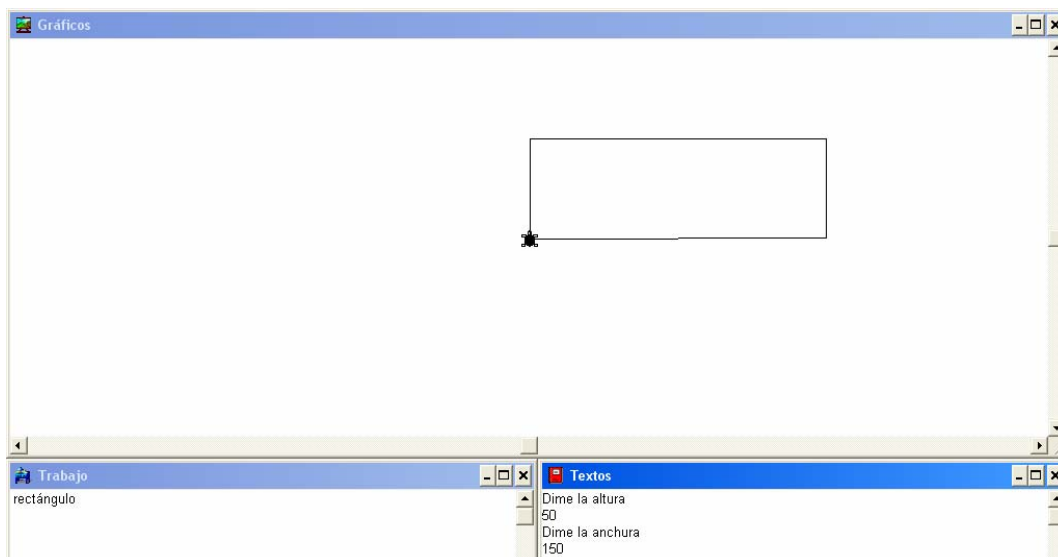 Gráficos
Trabajo
rectángulo
Textos
Dime la altura
50
Dime la anchura
150